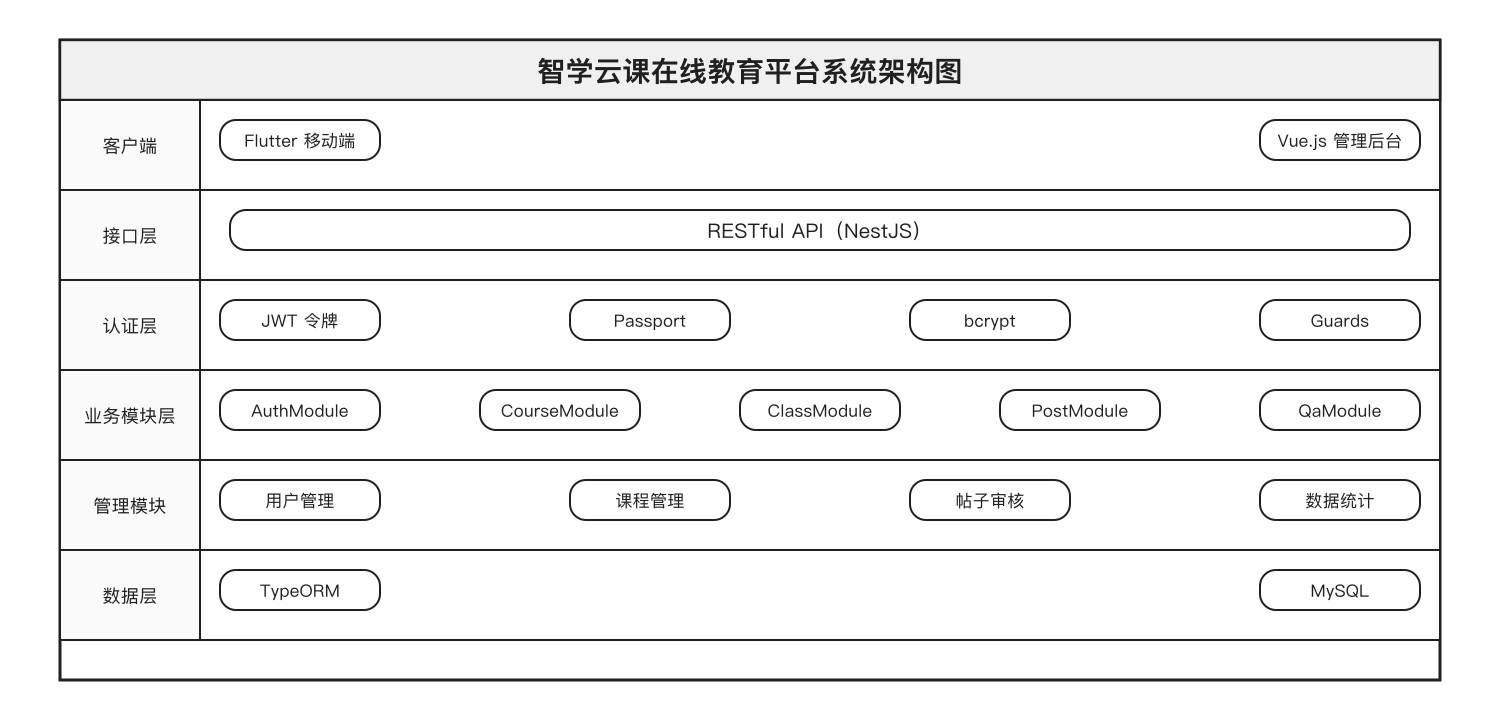 智学云课在线教育平台系统架构图
客户端
Flutter 移动端
Vue.js 管理后台
接口层
RESTful API（NestJS）
认证层
JWT 令牌
Passport
bcrypt
Guards
业务模块层
AuthModule
CourseModule
ClassModule
PostModule
QaModule
管理模块
用户管理
课程管理
帖子审核
数据统计
数据层
TypeORM
MySQL